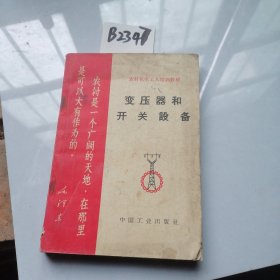 B2347
农村机电工人培训教材
变压器和
开关設备
农村是一个广阔的天地，在那里
是可以大有作为的。
毛泽东
中国工业出版社